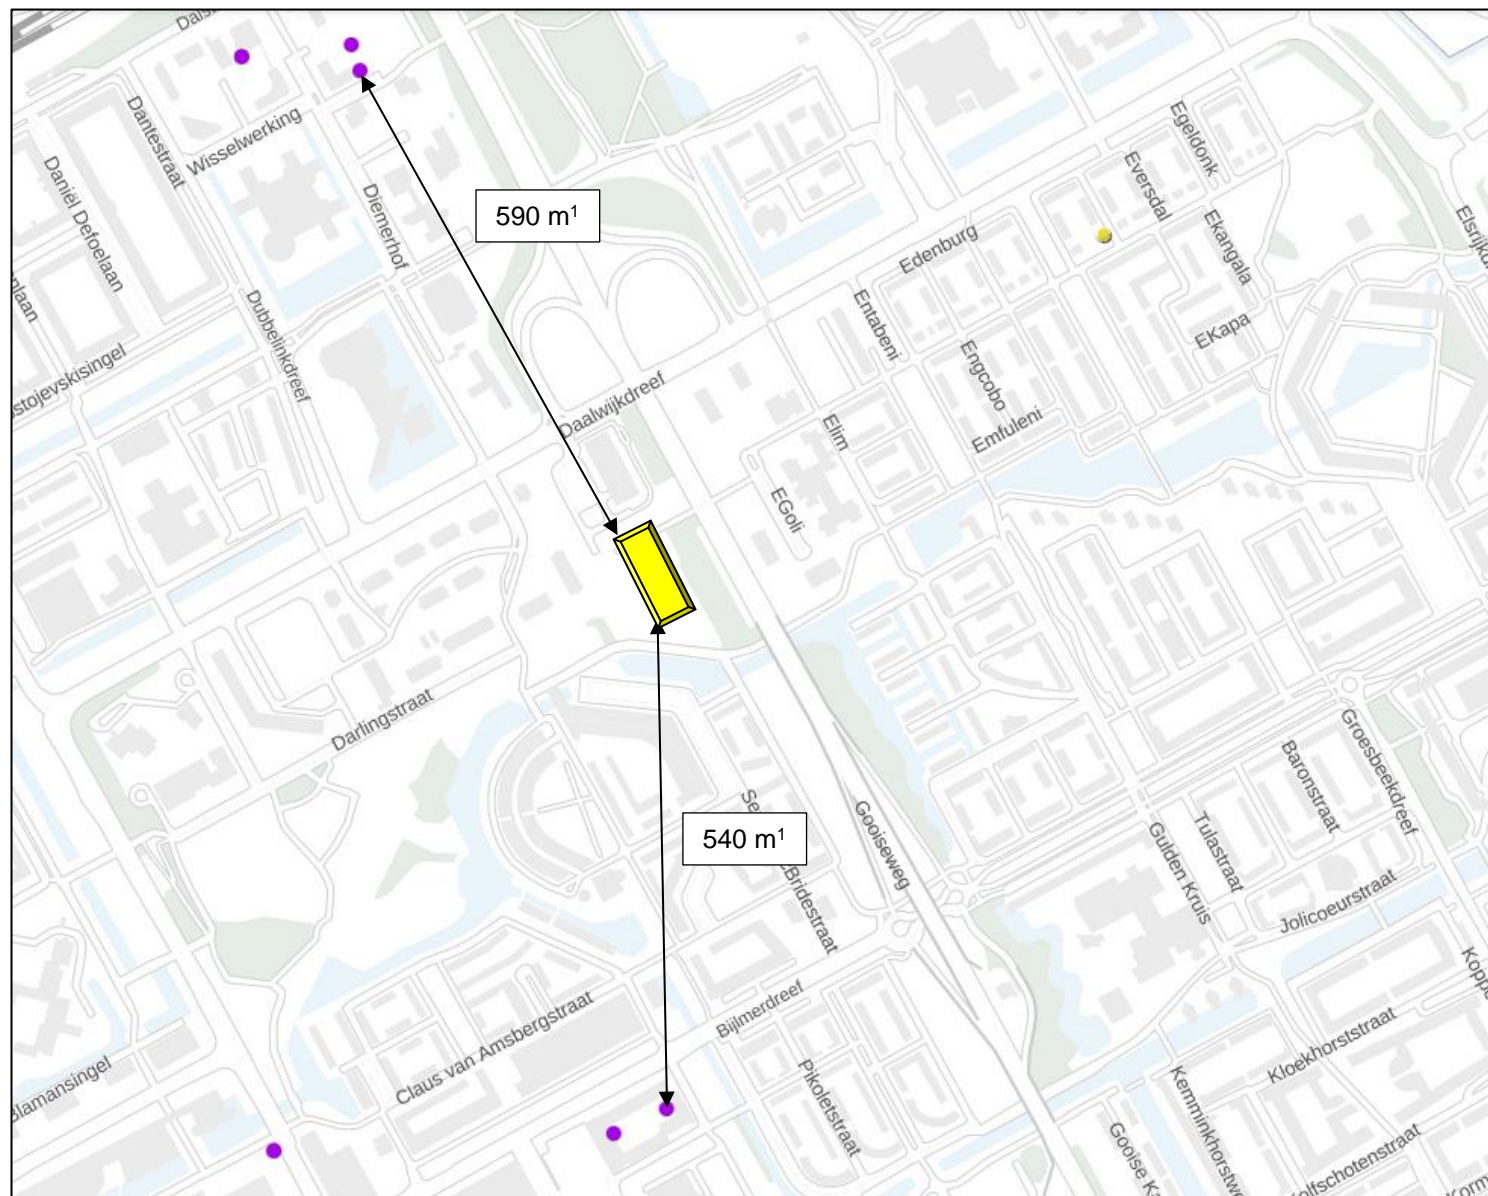 Wisselwerking
Dantestraat
Daniël Defoelaan
Diemerhof
590 m¹
Egeldonk
Eversdal
Ekangala
Edenburg
Entabeni
EKapa
Engcobo
Dubbelinkdreef
Daalwijkdreef
Elim
Emfuleni
EGoli
Darlingstraat
540 m¹
Gooiseweg
Groesbeekdreef
Baronstraat
Tulastraat
Gulden Kruis
Jolicoeurstraat
Bijlmerdreef
Claus van Amsbergstraat
Pikoletstraat
Kloekhorststraat